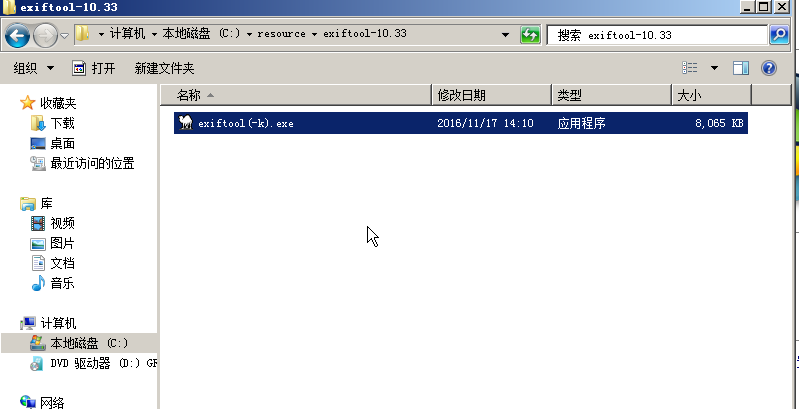 exiftool-10.33
计算机 本地磁盘 (C:) resource exiftool-10.33 搜索 exiftool-10.33
组织 打开 新建文件夹
名称 修改日期 类型 大小
exiftool(-k).exe 2016/11/17 14:10 应用程序 8,065 KB
收藏夹
下载
桌面
最近访问的位置
库
视频
图片
文档
音乐
计算机
本地磁盘 (C:)
DVD 驱动器 (D:) GR
网络